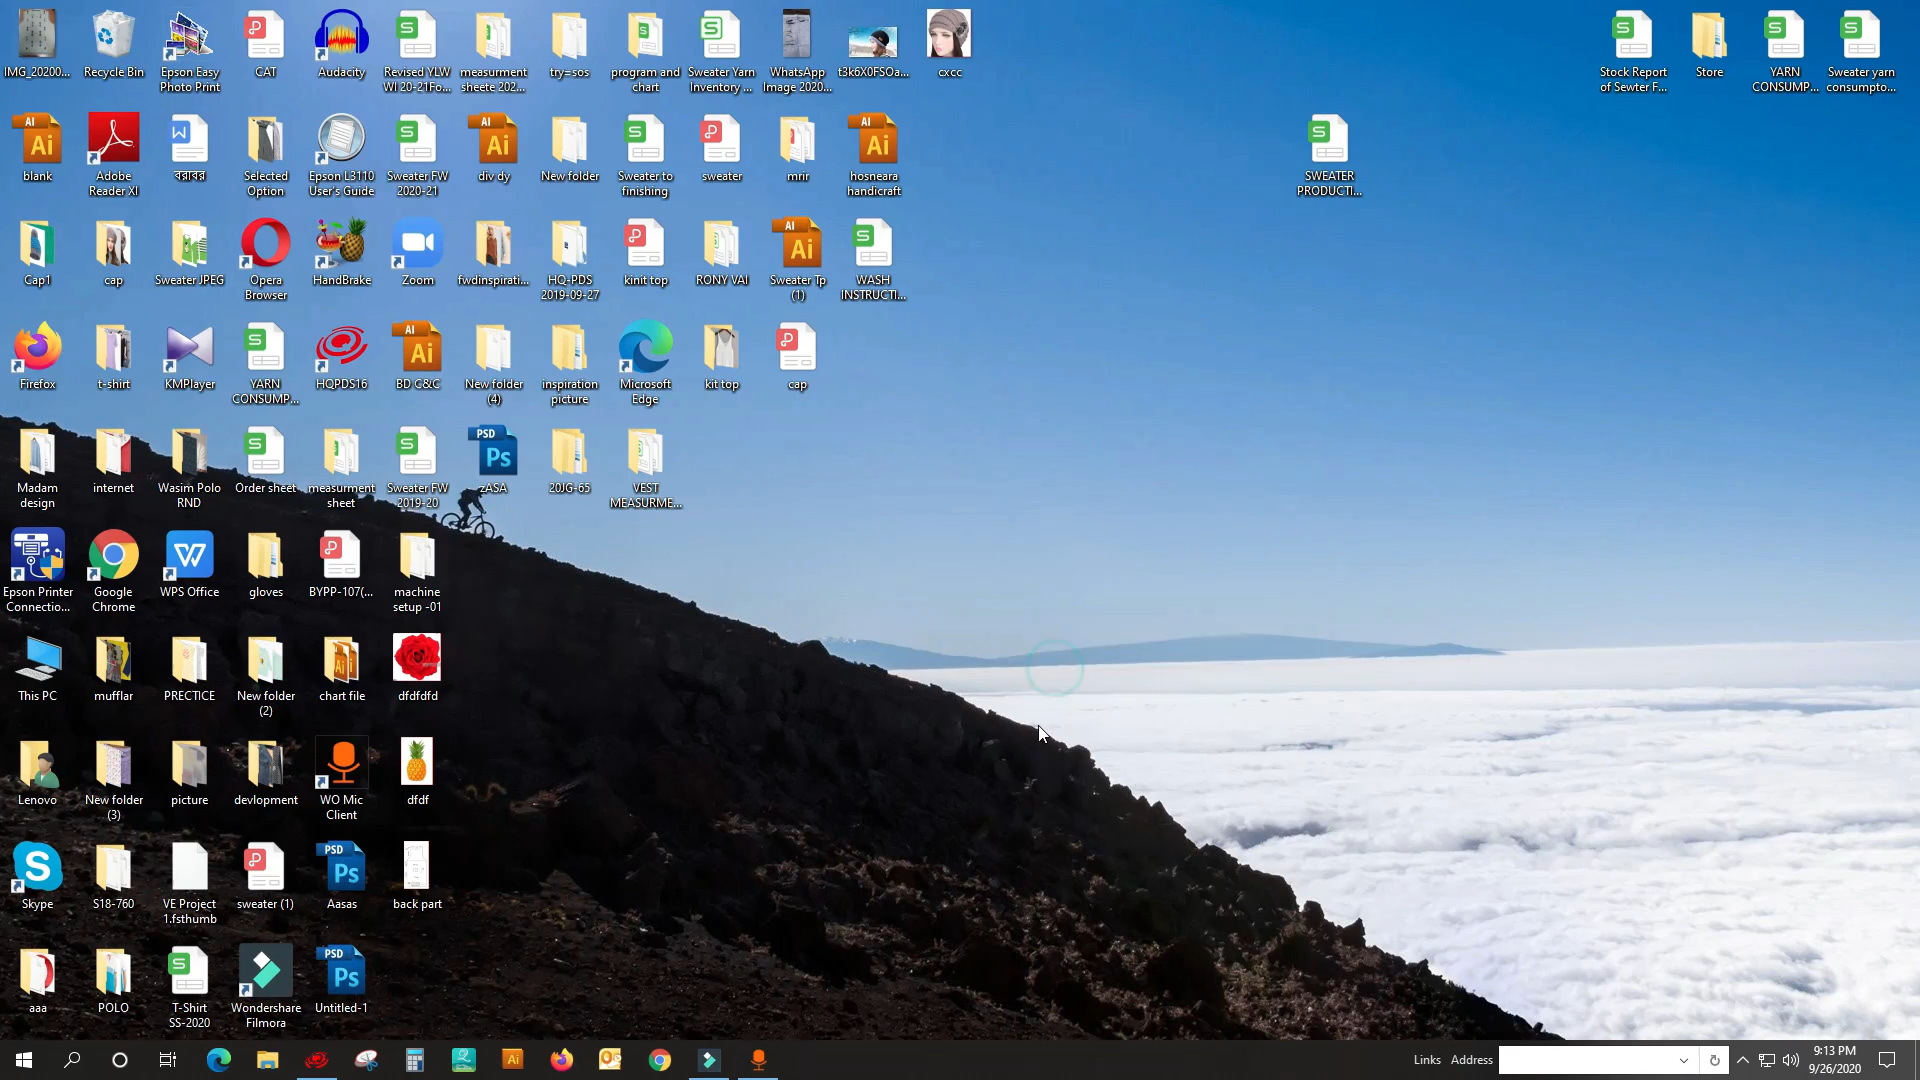 IMG_20200...
Recycle Bin
Epson Easy
Photo Print
CAT
Audacity
Revised YLW
WI 20-21Fo...
measurment
sheete 202...
try=sos
program and
chart
Sweater Yarn
Inventory ...
WhatsApp
Image 2020...
t3k6X0FSOa...
cxcc
Stock Report
of Sewter F...
Store
YARN
CONSUMP...
Sweater yarn
consumpto...
blank
Adobe
Reader XI
বরাবর
Selected
Option
Epson L3110
User's Guide
Sweater FW
2020-21
div dy
New folder
Sweater to
finishing
sweater
mrir
hosneara
handicraft
SWEATER
PRODUCTI...
Cap1
cap
Sweater JPEG
Opera
Browser
HandBrake
Zoom
fwdinspirati...
HQ-PDS
2019-09-27
kinit top
RONY VAI
Sweater Tp
(1)
WASH
INSTRUCTI...
Firefox
t-shirt
KMPlayer
YARN
CONSUMP...
HQPDS16
BD C&C
New folder
(4)
inspiration
picture
Microsoft
Edge
kit top
cap
Madam
design
internet
Wasim Polo
RND
Order sheet
measurment
sheet
Sweater FW
2019-20
zASA
20JG-65
VEST
MEASURME...
Epson Printer
Connectio...
Google
Chrome
WPS Office
gloves
BYPP-107(...
machine
setup -01
This PC
mufflar
PRECTICE
New folder
(2)
chart file
dfdfdfd
Lenovo
New folder
(3)
picture
devlopment
WO Mic
Client
dfdf
Skype
S18-760
VE Project
1.fsthumb
sweater (1)
Aasas
back part
aaa
POLO
T-Shirt
SS-2020
Wondershare
Filmora
Untitled-1
Links Address
9:13 PM
9/26/2020